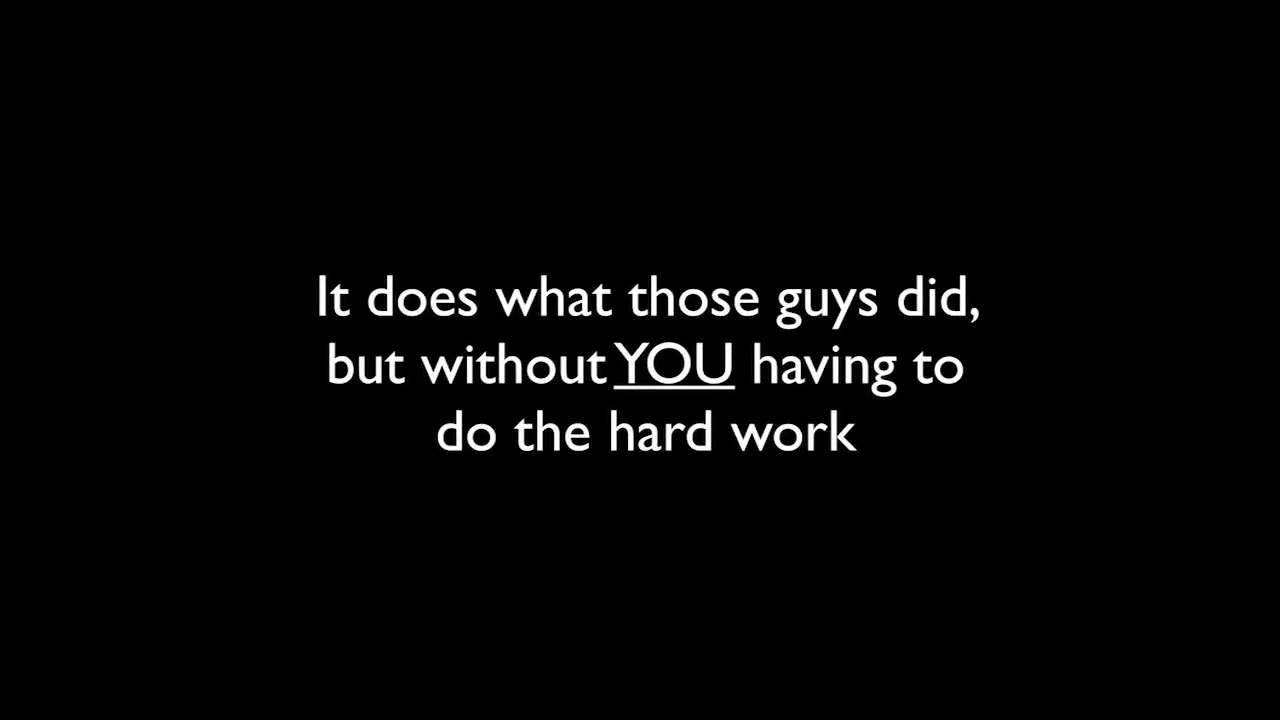 It does what those guys did,
but without YOU having to
do the hard work